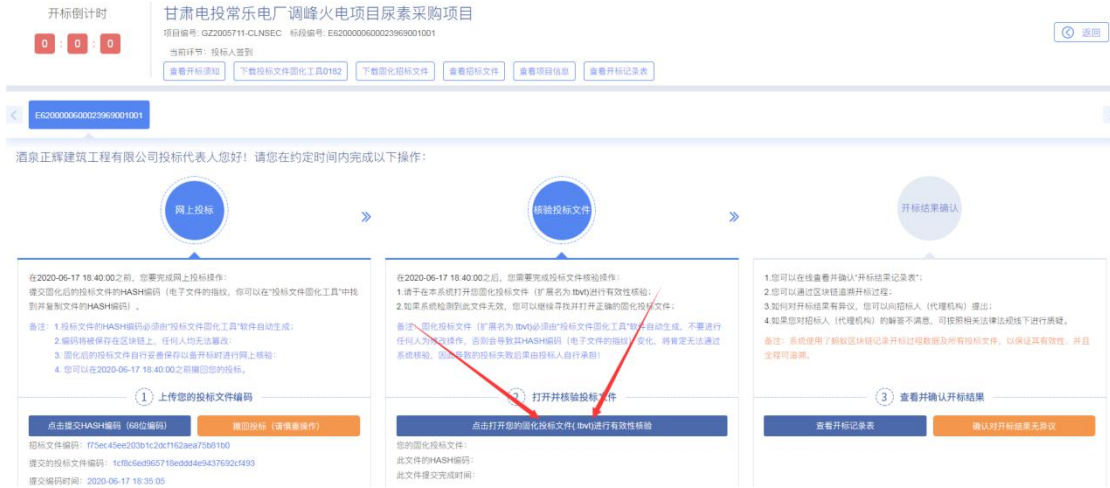 开标倒计时
0 : 0 : 0
甘肃电投常乐电厂调峰火电项目尿素采购项目
项目编号: GZ2005711-CLNSEC 标段编号: E6200000600023969001001
当前环节: 投标人签到
查看开标须知 下载投标文件固化工具0182 下载固化招标文件 查看招标文件 查看项目信息 查看开标记录表
返回
E6200000600023969001001
酒泉正辉建筑工程有限公司投标代表人您好！请您在约定时间内完成以下操作:
网上投标
在2020-06-17 18:40:00之前，您要完成网上投标操作:
提交固化后的投标文件的HASH编码（电子文件的指纹，你可以在“投标文件固化工具”中找
到并复制文件的HASH编码）。
备注: 1.投标文件的HASH编码必须由“投标文件固化工具”软件自动生成;
2.编码将被保存在区块链上，任何人均无法篡改;
3. 固化后的投标文件自行妥善保存以备开标时进行网上核验;
4. 您可以在2020-06-17 18:40:00之前撤回您的投标。
1 上传您的投标文件编码
点击提交HASH编码（68位编码） 撤回投标（请慎重操作）
招标文件编码: f75ec45ee203b1c2dcf162aea75b81b0
提交的投标文件编码: 1cf8c6ed965718eddd4e9437692cf493
提交编码时间: 2020-06-17 18:35:05
核验投标文件
在2020-06-17 18:40:00之后，您需要完成投标文件核验操作:
1.请于在本系统打开您固化投标文件（扩展名为.tbvt)进行有效性核验;
2.如果系统检测到此文件无效，您可以继续寻找并打开正确的固化投标文件;
备注: 固化投标文件（扩展名为.tbvt)必须由“投标文件固化工具”软件自动生成，不要进行
任何人为修改操作，否则会导致其HASH编码（电子文件的指纹）变化，将肯定无法通过
系统核验，因此导致的投标失败后果由投标人自行承担!
2 打开并核验投标文件
点击打开您的固化投标文件(.tbvt)进行有效性核验
您的固化投标文件:
此文件的HASH编码:
此文件提交完成时间:
开标结果确认
1.您可以在线查看并确认“开标结果记录表”;
2.您可以通过区块链追溯开标过程;
3.如何对开标结果有异议，您可以向招标人（代理机构）提出;
4.如果您对招标人（代理机构）的解答不满意，可按照相关法律法规线下进行质疑。
备注: 系统使用了蚂蚁区块链记录开标过程数据及所有投标文件，以保证其有效性，并且
全程可追溯。
3 查看并确认开标结果
查看开标记录表 确认对开标结果无异议